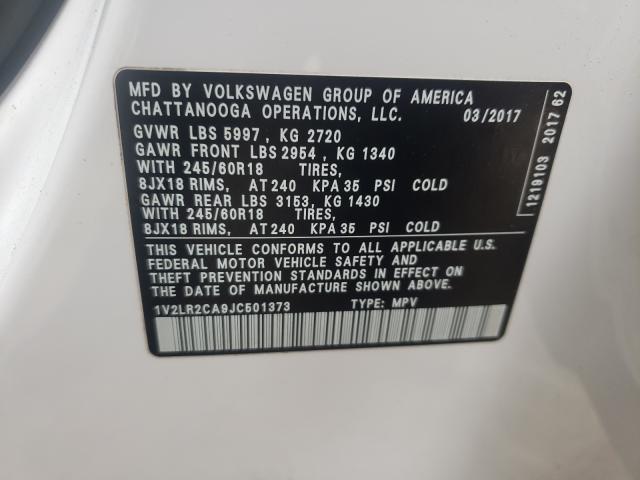 MFD BY VOLKSWAGEN GROUP OF AMERICA
CHATTANOOGA OPERATIONS, LLC. 03/2017
GVWR LBS 5997, KG 2720
GAWR FRONT LBS 2954, KG 1340
WITH 245/60R18 TIRES,
8JX18 RIMS, AT 240 KPA 35 PSI COLD
GAWR REAR LBS 3153, KG 1430
WITH 245/60R18 TIRES,
8JX18 RIMS, AT 240 KPA 35 PSI COLD
THIS VEHICLE CONFORMS TO ALL APPLICABLE U.S.
FEDERAL MOTOR VEHICLE SAFETY AND
THEFT PREVENTION STANDARDS IN EFFECT ON
THE DATE OF MANUFACTURE SHOWN ABOVE.
1V2LR2CA9JC501373 TYPE: MPV
1219103 2017 62